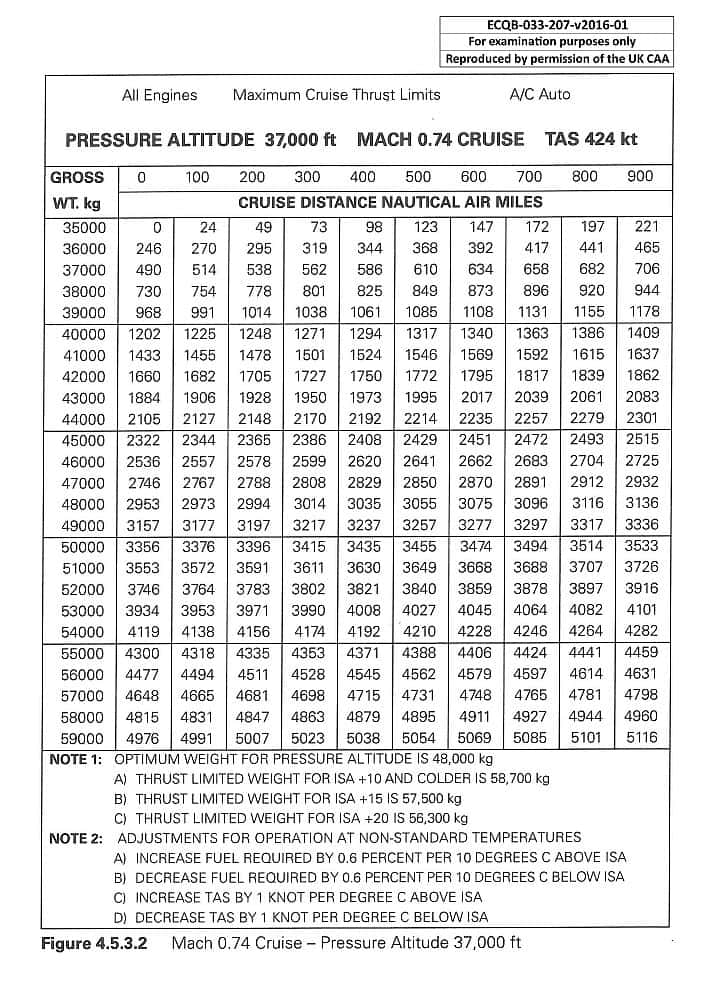 ECQB-033-207-v2016-01
For examination purposes only
Reproduced by permission of the UK CAA
All Engines Maximum Cruise Thrust Limits A/C Auto
PRESSURE ALTITUDE 37,000 ft MACH 0.74 CRUISE TAS 424 kt
GROSS 0 100 200 300 400 500 600 700 800 900
WT. kg CRUISE DISTANCE NAUTICAL AIR MILES
35000 0 24 49 73 98 123 147 172 197 221
36000 246 270 295 319 344 368 392 417 441 465
37000 490 514 538 562 586 610 634 658 682 706
38000 730 754 778 801 825 849 873 896 920 944
39000 968 991 1014 1038 1061 1085 1108 1131 1155 1178
40000 1202 1225 1248 1271 1294 1317 1340 1363 1386 1409
41000 1433 1455 1478 1501 1524 1546 1569 1592 1615 1637
42000 1660 1682 1705 1727 1750 1772 1795 1817 1839 1862
43000 1884 1906 1928 1950 1973 1995 2017 2039 2061 2083
44000 2105 2127 2148 2170 2192 2214 2235 2257 2279 2301
45000 2322 2344 2365 2386 2408 2429 2451 2472 2493 2515
46000 2536 2557 2578 2599 2620 2641 2662 2683 2704 2725
47000 2746 2767 2788 2808 2829 2850 2870 2891 2912 2932
48000 2953 2973 2994 3014 3035 3055 3075 3096 3116 3136
49000 3157 3177 3197 3217 3237 3257 3277 3297 3317 3336
50000 3356 3376 3396 3415 3435 3455 3474 3494 3514 3533
51000 3553 3572 3591 3611 3630 3649 3668 3688 3707 3726
52000 3746 3764 3783 3802 3821 3840 3859 3878 3897 3916
53000 3934 3953 3971 3990 4008 4027 4045 4064 4082 4101
54000 4119 4138 4156 4174 4192 4210 4228 4246 4264 4282
55000 4300 4318 4335 4353 4371 4388 4406 4424 4441 4459
56000 4477 4494 4511 4528 4545 4562 4579 4597 4614 4631
57000 4648 4665 4681 4698 4715 4731 4748 4765 4781 4798
58000 4815 4831 4847 4863 4879 4895 4911 4927 4944 4960
59000 4976 4991 5007 5023 5038 5054 5069 5085 5101 5116
NOTE 1: OPTIMUM WEIGHT FOR PRESSURE ALTITUDE IS 48,000 kg
A) THRUST LIMITED WEIGHT FOR ISA +10 AND COLDER IS 58,700 kg
B) THRUST LIMITED WEIGHT FOR ISA +15 IS 57,500 kg
C) THRUST LIMITED WEIGHT FOR ISA +20 IS 56,300 kg
NOTE 2: ADJUSTMENTS FOR OPERATION AT NON-STANDARD TEMPERATURES
A) INCREASE FUEL REQUIRED BY 0.6 PERCENT PER 10 DEGREES C ABOVE ISA
B) DECREASE FUEL REQUIRED BY 0.6 PERCENT PER 10 DEGREES C BELOW ISA
C) INCREASE TAS BY 1 KNOT PER DEGREE C ABOVE ISA
D) DECREASE TAS BY 1 KNOT PER DEGREE C BELOW ISA
Figure 4.5.3.2 Mach 0.74 Cruise – Pressure Altitude 37,000 ft